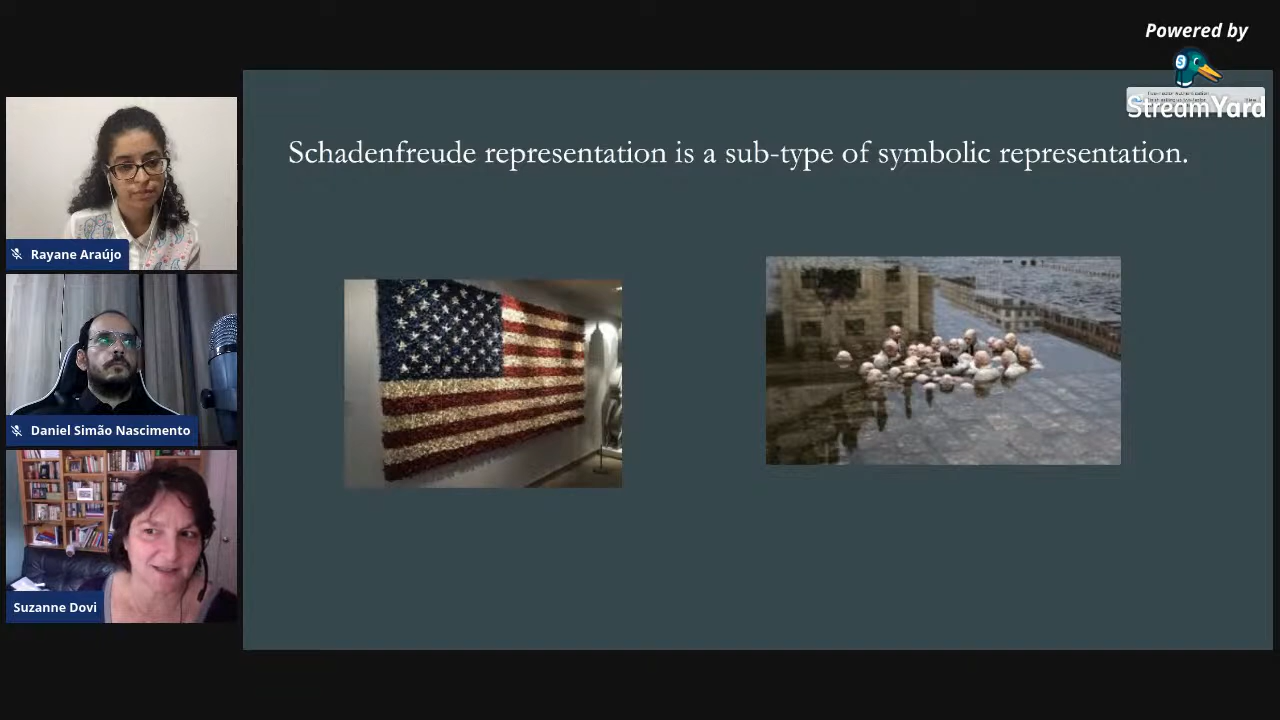 Powered by
StreamYard
Schadenfreude representation is a sub-type of symbolic representation.
Rayane Araújo
Daniel Simão Nascimento
Suzanne Dovi